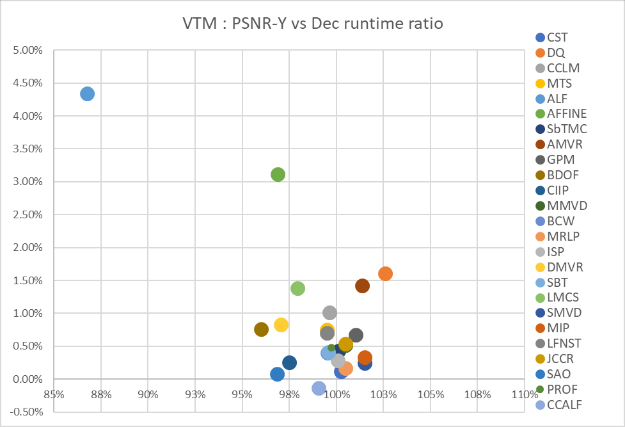 VTM : PSNR-Y vs Dec runtime ratio
5.00%
4.50%
4.00%
3.50%
3.00%
2.50%
2.00%
1.50%
1.00%
0.50%
0.00%
-0.50%
85% 88% 90% 93% 95% 98% 100% 103% 105% 108% 110%
CST
DQ
CCLM
MTS
ALF
AFFINE
SbTMC
AMVR
GPM
BDOF
CIIP
MMVD
BCW
MRLP
ISP
DMVR
SBT
LMCS
SMVD
MIP
LFNST
JCCR
SAO
PROF
CCALF